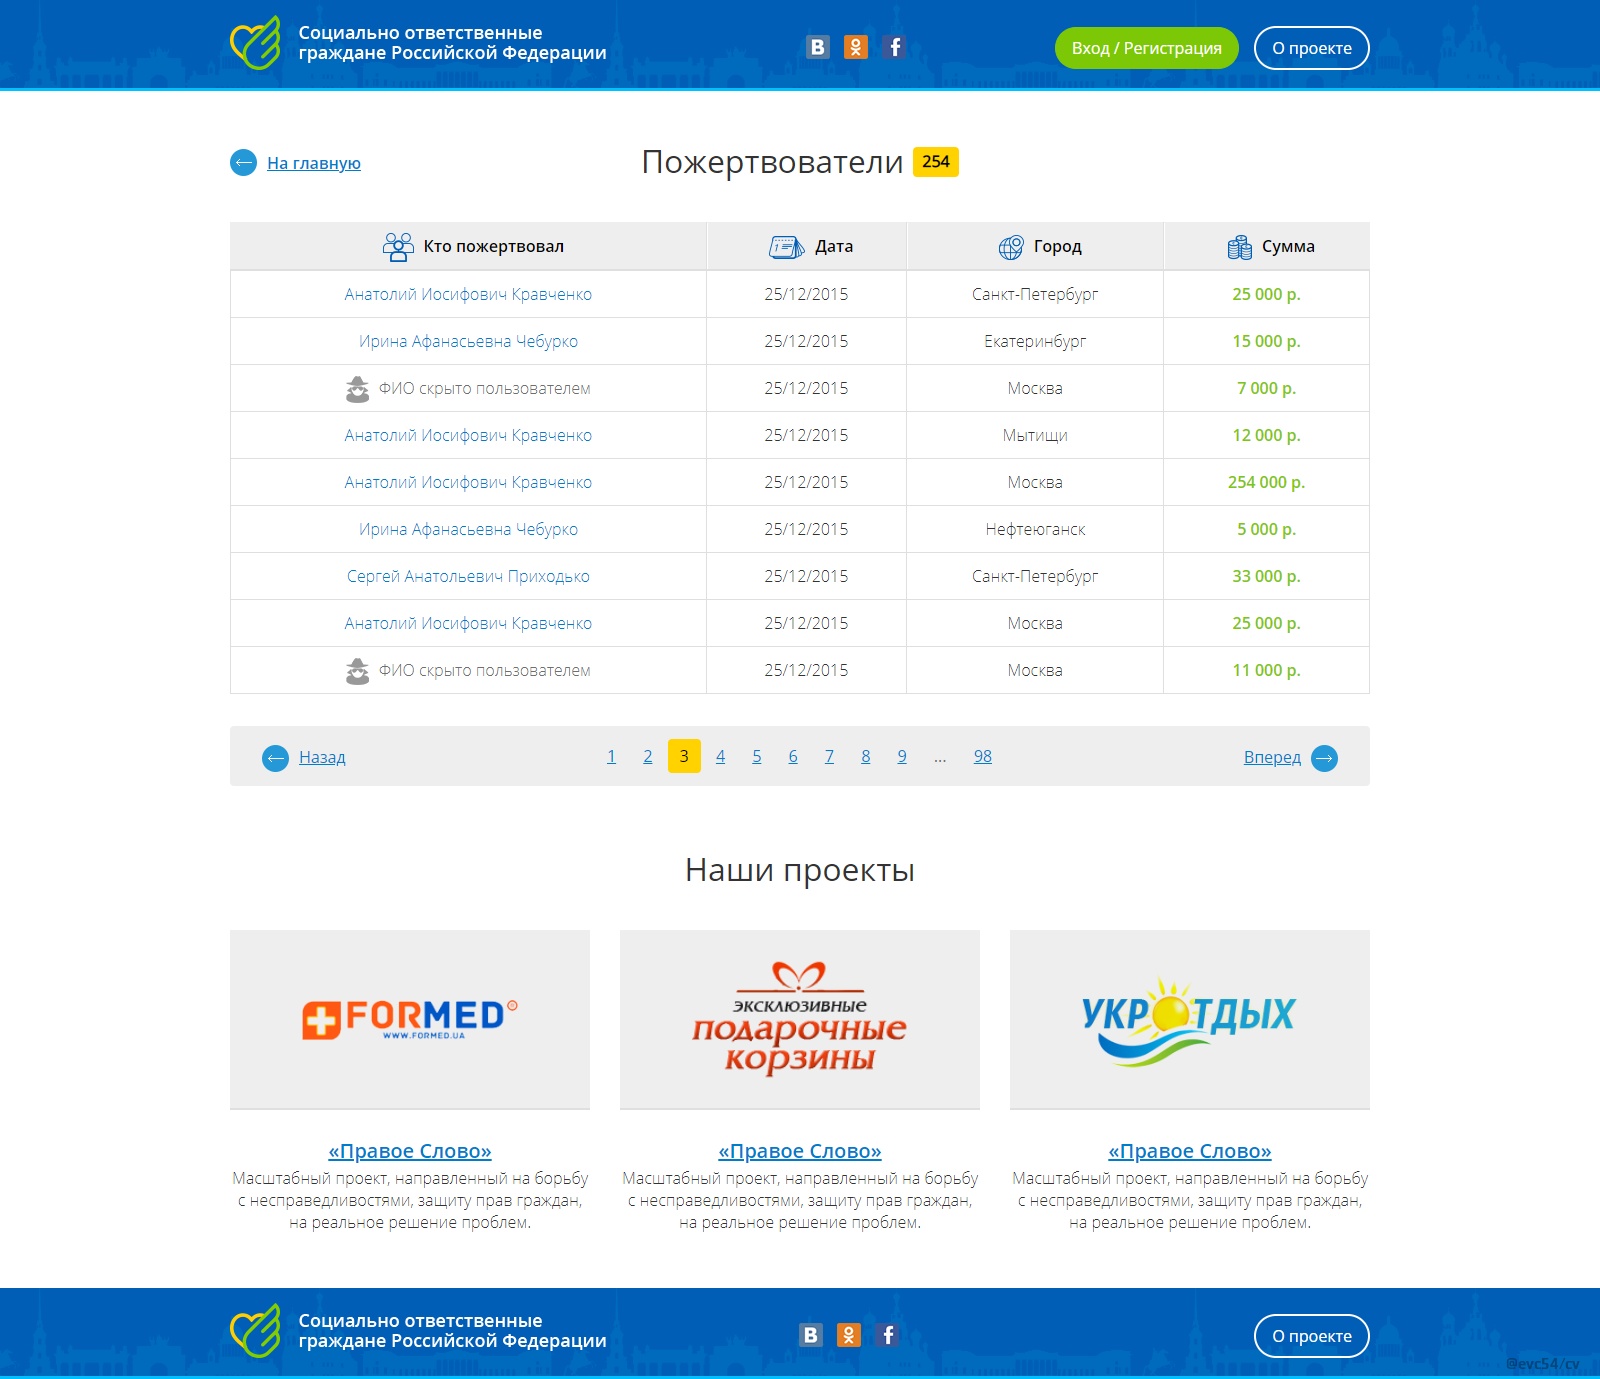 Социально ответственные
граждане Российской Федерации
B
f
Вход / Регистрация
О проекте
На главную
Пожертвователи 254
Кто пожертвовал
Дата
Город
Сумма
Анатолий Иосифович Кравченко
25/12/2015
Санкт-Петербург
25 000 р.
Ирина Афанасьевна Чебурко
25/12/2015
Екатеринбург
15 000 р.
ФИО скрыто пользователем
25/12/2015
Москва
7 000 р.
Анатолий Иосифович Кравченко
25/12/2015
Мытищи
12 000 р.
Анатолий Иосифович Кравченко
25/12/2015
Москва
254 000 р.
Ирина Афанасьевна Чебурко
25/12/2015
Нефтеюганск
5 000 р.
Сергей Анатольевич Приходько
25/12/2015
Санкт-Петербург
33 000 р.
Анатолий Иосифович Кравченко
25/12/2015
Москва
25 000 р.
ФИО скрыто пользователем
25/12/2015
Москва
11 000 р.
Назад
1 2 3 4 5 6 7 8 9 ... 98
Вперед
Наши проекты
FORMED
WWW.FORMED.UA
ЭКСКЛЮЗИВНЫЕ
ПОДАРОЧНЫЕ
КОРЗИНЫ
УКРОТДЫХ
«Правое Слово»
Масштабный проект, направленный на борьбу
с несправедливостями, защиту прав граждан,
на реальное решение проблем.
«Правое Слово»
Масштабный проект, направленный на борьбу
с несправедливостями, защиту прав граждан,
на реальное решение проблем.
«Правое Слово»
Масштабный проект, направленный на борьбу
с несправедливостями, защиту прав граждан,
на реальное решение проблем.
Социально ответственные
граждане Российской Федерации
B
f
О проекте
@evc54/cv